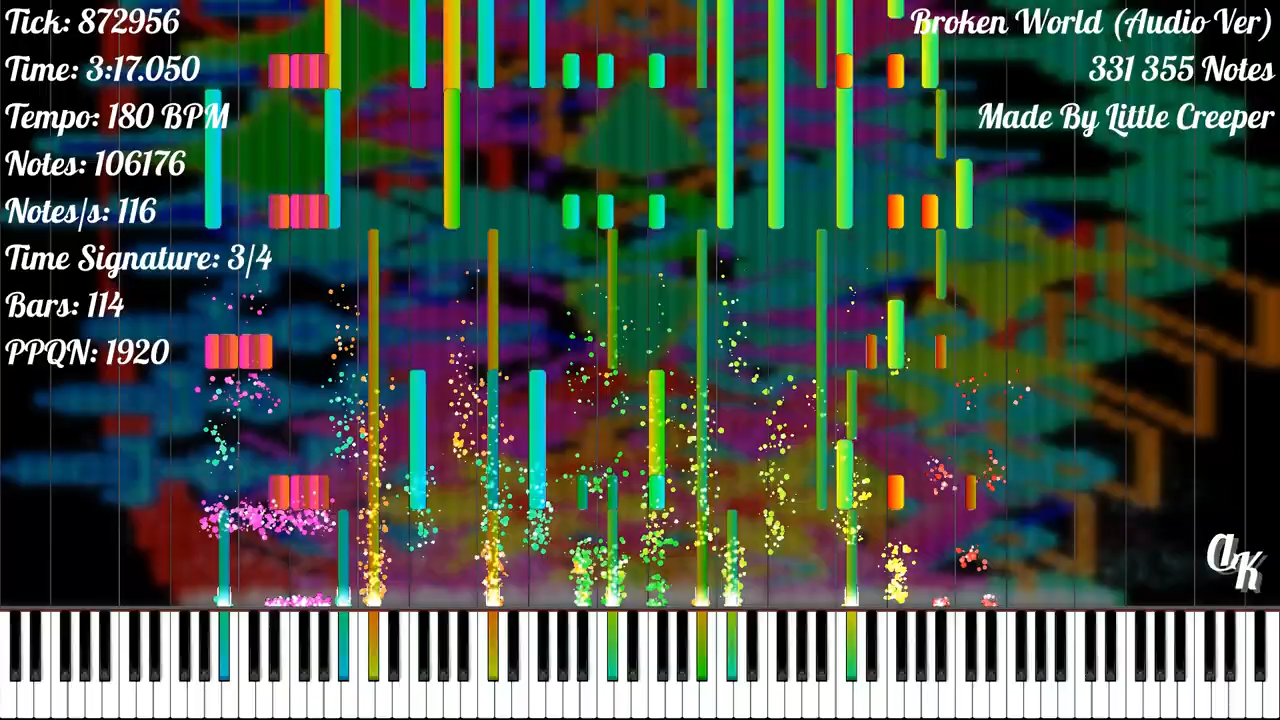 Tick: 872956
Time: 3:17.050
Tempo: 180 BPM
Notes: 106176
Notes/s: 116
Time Signature: 3/4
Bars: 114
PPQN: 1920
Broken World (Audio Ver)
331 355 Notes
Made By Little Creeper
aK